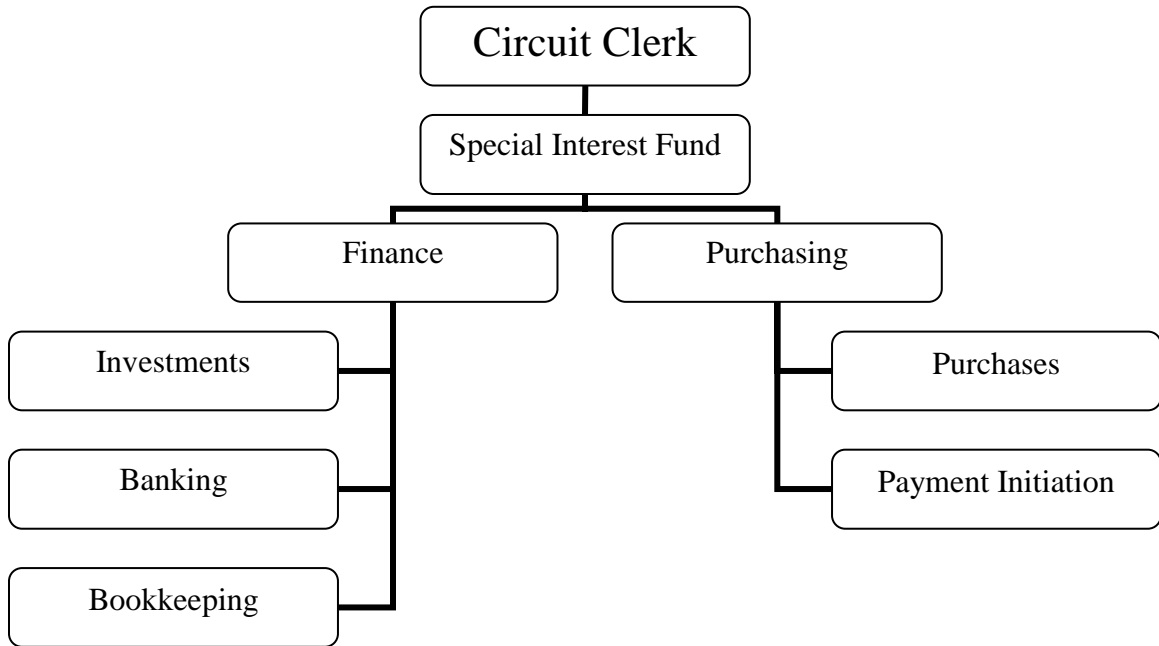 Circuit Clerk
Special Interest Fund
Finance
Purchasing
Investments
Purchases
Banking
Payment Initiation
Bookkeeping